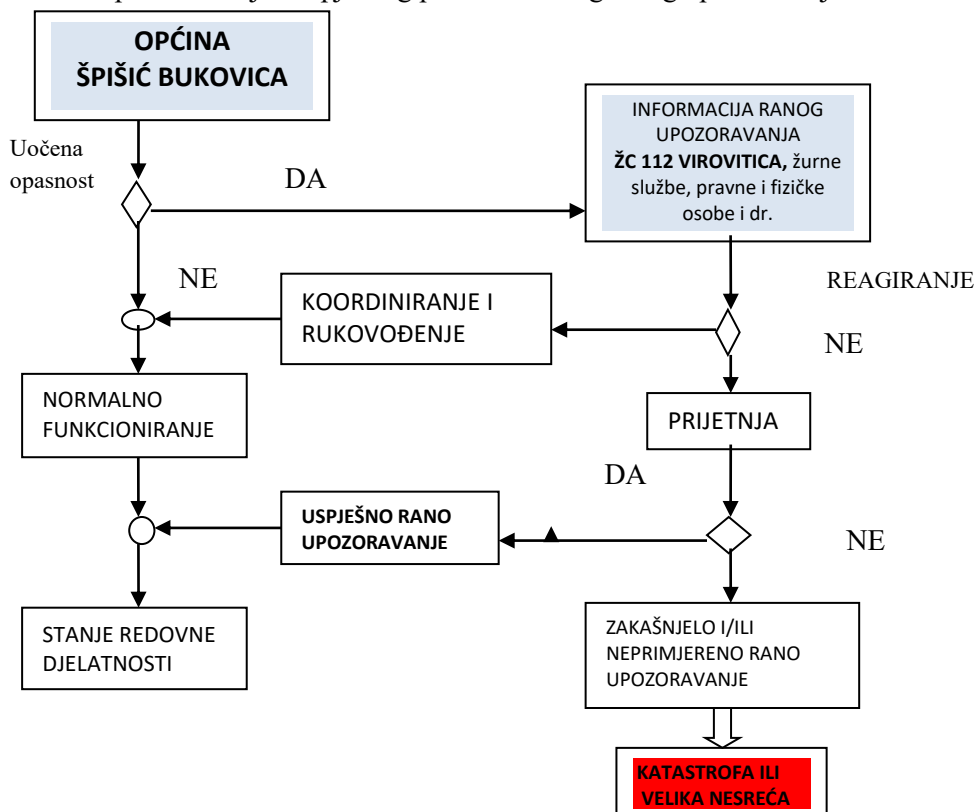 OPĆINA
ŠPIŠIĆ BUKOVICA
INFORMACIJA RANOG
UPOZORAVANJA
ŽC 112 VIROVITICA, žurne
službe, pravne i fizičke
osobe i dr.
Uočena
opasnost
DA
NE
KOORDINIRANJE I
RUKOVOĐENJE
REAGIRANJE
NE
NORMALNO
FUNKCIONIRANJE
PRIJETNJA
DA
USPJEŠNO RANO
UPOZORAVANJE
NE
STANJE REDOVNE
DJELATNOSTI
ZAKAŠNJELO I/ILI
NEPRIMJERENO RANO
UPOZORAVANJE
KATASTROFA ILI
VELIKA NESREĆA